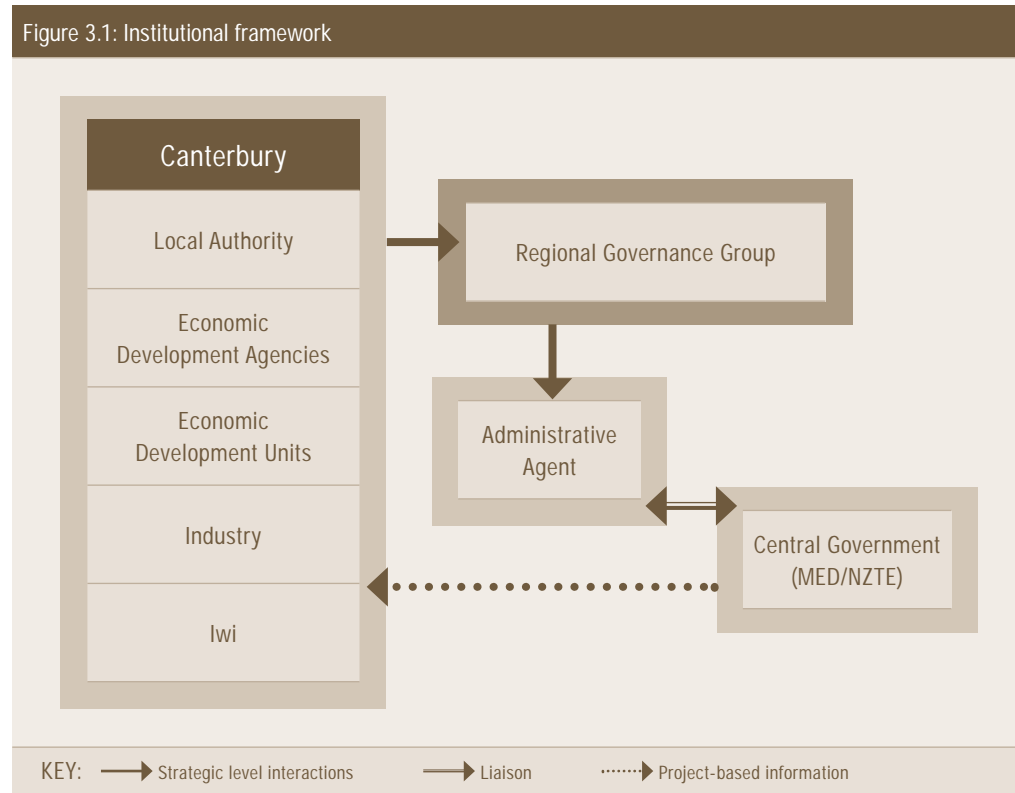 Figure 3.1: Institutional framework
Canterbury
Local Authority
Economic
Development Agencies
Economic
Development Units
Industry
Iwi
Regional Governance Group
Administrative
Agent
Central Government
(MED/NZTE)
KEY: Strategic level interactions Liaison Project-based information